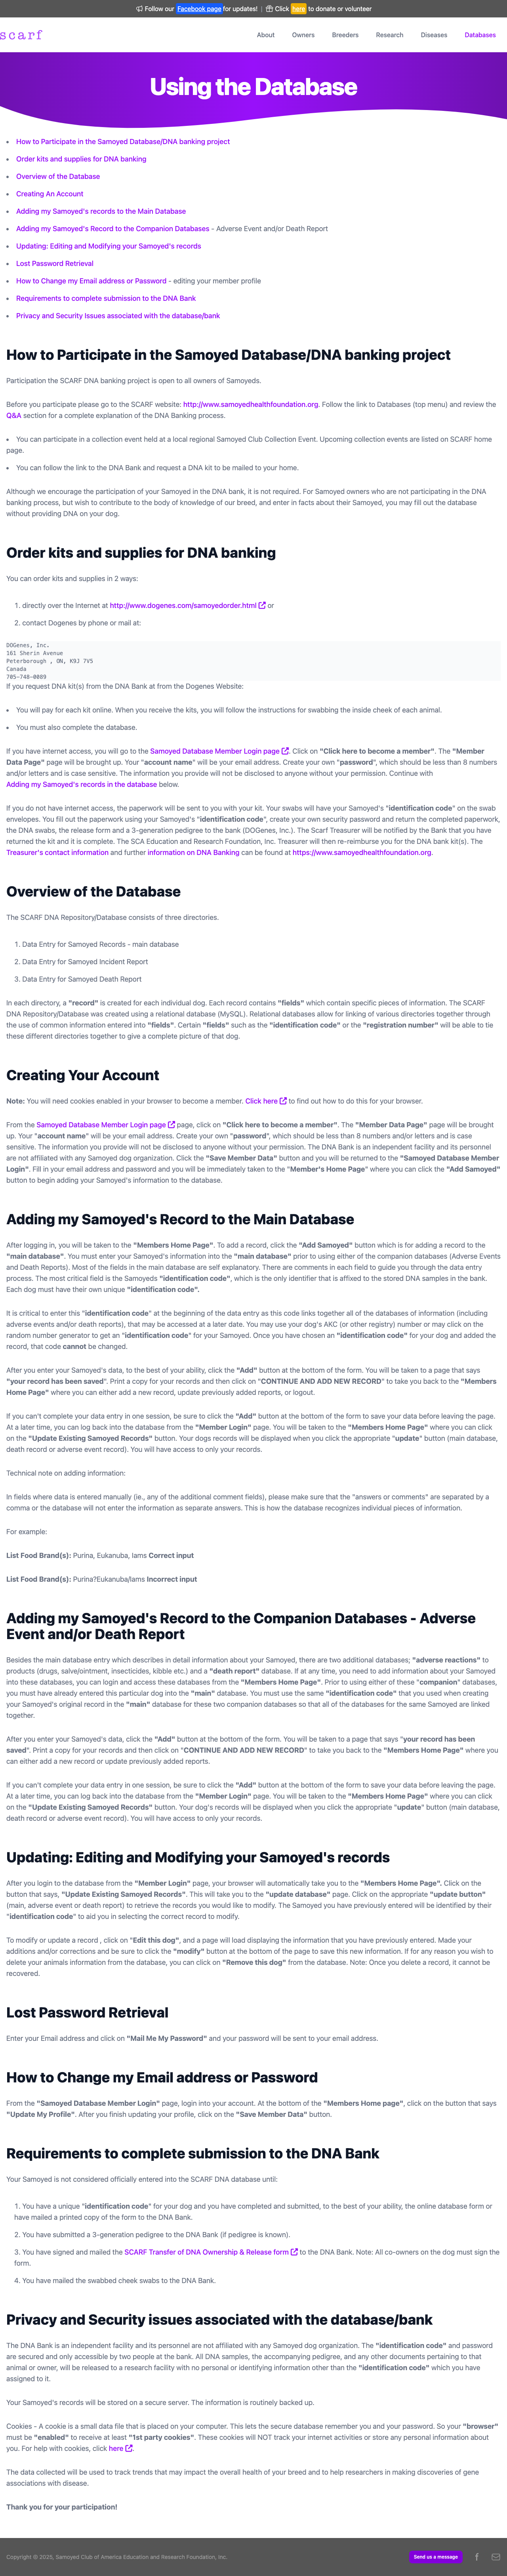 Follow our Facebook page for updates! | Click here to donate or volunteer
scarf
About Owners Breeders Research Diseases Databases
Using the Database
• How to Participate in the Samoyed Database/DNA banking project
• Order kits and supplies for DNA banking
• Overview of the Database
• Creating An Account
• Adding my Samoyed's records to the Main Database
• Adding my Samoyed's Record to the Companion Databases - Adverse Event and/or Death Report
• Updating: Editing and Modifying your Samoyed's records
• Lost Password Retrieval
• How to Change my Email address or Password - editing your member profile
• Requirements to complete submission to the DNA Bank
• Privacy and Security Issues associated with the database/bank
How to Participate in the Samoyed Database/DNA banking project
Participation the SCARF DNA banking project is open to all owners of Samoyeds.
Before you participate please go to the SCARF website: http://www.samoyedhealthfoundation.org. Follow the link to Databases (top menu) and review the
Q&A section for a complete explanation of the DNA Banking process.
• You can participate in a collection event held at a local regional Samoyed Club Collection Event. Upcoming collection events are listed on SCARF home
page.
• You can follow the link to the DNA Bank and request a DNA kit to be mailed to your home.
Although we encourage the participation of your Samoyed in the DNA bank, it is not required. For Samoyed owners who are not participating in the DNA
banking process, but wish to contribute to the body of knowledge of our breed, and enter in facts about their Samoyed, you may fill out the database
without providing DNA on your dog.
Order kits and supplies for DNA banking
You can order kits and supplies in 2 ways:
1. directly over the Internet at http://www.dogenes.com/samoyedorder.html or
2. contact Dogenes by phone or mail at:
DOGenes, Inc.
161 Sherin Avenue
Peterborough , ON, K9J 7V5
Canada
705-748-0089
If you request DNA kit(s) from the DNA Bank at from the Dogenes Website:
• You will pay for each kit online. When you receive the kits, you will follow the instructions for swabbing the inside cheek of each animal.
• You must also complete the database.
If you have internet access, you will go to the Samoyed Database Member Login page . Click on "Click here to become a member". The "Member
Data Page" page will be brought up. Your "account name" will be your email address. Create your own "password", which should be less than 8 numbers
and/or letters and is case sensitive. The information you provide will not be disclosed to anyone without your permission. Continue with
Adding my Samoyed's records in the database below.
If you do not have internet access, the paperwork will be sent to you with your kit. Your swabs will have your Samoyed's "identification code" on the swab
envelopes. You fill out the paperwork using your Samoyed's "identification code", create your own security password and return the completed paperwork,
the DNA swabs, the release form and a 3-generation pedigree to the bank (DOGenes, Inc.). The Scarf Treasurer will be notified by the Bank that you have
returned the kit and it is complete. The SCA Education and Research Foundation, Inc. Treasurer will then re-reimburse you for the DNA bank kit(s). The
Treasurer's contact information and further information on DNA Banking can be found at https://www.samoyedhealthfoundation.org.
Overview of the Database
The SCARF DNA Repository/Database consists of three directories.
1. Data Entry for Samoyed Records - main database
2. Data Entry for Samoyed Incident Report
3. Data Entry for Samoyed Death Report
In each directory, a "record" is created for each individual dog. Each record contains "fields" which contain specific pieces of information. The SCARF
DNA Repository/Database was created using a relational database (MySQL). Relational databases allow for linking of various directories together through
the use of common information entered into "fields". Certain "fields" such as the "identification code" or the "registration number" will be able to tie
these different directories together to give a complete picture of that dog.
Creating Your Account
Note: You will need cookies enabled in your browser to become a member. Click here to find out how to do this for your browser.
From the Samoyed Database Member Login page page, click on "Click here to become a member". The "Member Data Page" page will be brought
up. Your "account name" will be your email address. Create your own "password", which should be less than 8 numbers and/or letters and is case
sensitive. The information you provide will not be disclosed to anyone without your permission. The DNA Bank is an independent facility and its personnel
are not affiliated with any Samoyed dog organization. Click the "Save Member Data" button and you will be returned to the "Samoyed Database Member
Login". Fill in your email address and password and you will be immediately taken to the "Member's Home Page" where you can click the "Add Samoyed"
button to begin adding your Samoyed's information to the database.
Adding my Samoyed's Record to the Main Database
After logging in, you will be taken to the "Members Home Page". To add a record, click the "Add Samoyed" button which is for adding a record to the
"main database". You must enter your Samoyed's information into the "main database" prior to using either of the companion databases (Adverse Events
and Death Reports). Most of the fields in the main database are self explanatory. There are comments in each field to guide you through the data entry
process. The most critical field is the Samoyeds "identification code", which is the only identifier that is affixed to the stored DNA samples in the bank.
Each dog must have their own unique "identification code".
It is critical to enter this "identification code" at the beginning of the data entry as this code links together all of the databases of information (including
adverse events and/or death reports), that may be accessed at a later date. You may use your dog's AKC (or other registry) number or may click on the
random number generator to get an "identification code" for your Samoyed. Once you have chosen an "identification code" for your dog and added the
record, that code cannot be changed.
After you enter your Samoyed's data, to the best of your ability, click the "Add" button at the bottom of the form. You will be taken to a page that says
"your record has been saved". Print a copy for your records and then click on "CONTINUE AND ADD NEW RECORD" to take you back to the "Members
Home Page" where you can either add a new record, update previously added reports, or logout.
If you can't complete your data entry in one session, be sure to click the "Add" button at the bottom of the form to save your data before leaving the page.
At a later time, you can log back into the database from the "Member Login" page. You will be taken to the "Members Home Page" where you can click
on the "Update Existing Samoyed Records" button. Your dogs records will be displayed when you click the appropriate "update" button (main database,
death record or adverse event record). You will have access to only your records.
Technical note on adding information:
In fields where data is entered manually (ie., any of the additional comment fields), please make sure that the "answers or comments" are separated by a
comma or the database will not enter the information as separate answers. This is how the database recognizes individual pieces of information.
For example:
List Food Brand(s): Purina, Eukanuba, Iams Correct input
List Food Brand(s): Purina?Eukanuba/Iams Incorrect input
Adding my Samoyed's Record to the Companion Databases - Adverse
Event and/or Death Report
Besides the main database entry which describes in detail information about your Samoyed, there are two additional databases; "adverse reactions" to
products (drugs, salve/ointment, insecticides, kibble etc.) and a "death report" database. If at any time, you need to add information about your Samoyed
into these databases, you can login and access these databases from the "Members Home Page". Prior to using either of these "companion" databases,
you must have already entered this particular dog into the "main" database. You must use the same "identification code" that you used when creating
your Samoyed's original record in the "main" database for these two companion databases so that all of the databases for the same Samoyed are linked
together.
After you enter your Samoyed's data, click the "Add" button at the bottom of the form. You will be taken to a page that says "your record has been
saved". Print a copy for your records and then click on "CONTINUE AND ADD NEW RECORD" to take you back to the "Members Home Page" where you
can either add a new record or update previously added reports.
If you can't complete your data entry in one session, be sure to click the "Add" button at the bottom of the form to save your data before leaving the page.
At a later time, you can log back into the database from the "Member Login" page. You will be taken to the "Members Home Page" where you can click
on the "Update Existing Samoyed Records" button. Your dog's records will be displayed when you click the appropriate "update" button (main database,
death record or adverse event record). You will have access to only your records.
Updating: Editing and Modifying your Samoyed's records
After you login to the database from the "Member Login" page, your browser will automatically take you to the "Members Home Page". Click on the
button that says, "Update Existing Samoyed Records". This will take you to the "update database" page. Click on the appropriate "update button"
(main, adverse event or death report) to retrieve the records you would like to modify. The Samoyed you have previously entered will be identified by their
"identification code" to aid you in selecting the correct record to modify.
To modify or update a record , click on "Edit this dog", and a page will load displaying the information that you have previously entered. Made your
additions and/or corrections and be sure to click the "modify" button at the bottom of the page to save this new information. If for any reason you wish to
delete your animals information from the database, you can click on "Remove this dog" from the database. Note: Once you delete a record, it cannot be
recovered.
Lost Password Retrieval
Enter your Email address and click on "Mail Me My Password" and your password will be sent to your email address.
How to Change my Email address or Password
From the "Samoyed Database Member Login" page, login into your account. At the bottom of the "Members Home page", click on the button that says
"Update My Profile". After you finish updating your profile, click on the "Save Member Data" button.
Requirements to complete submission to the DNA Bank
Your Samoyed is not considered officially entered into the SCARF DNA database until:
1. You have a unique "identification code" for your dog and you have completed and submitted, to the best of your ability, the online database form or
have mailed a printed copy of the form to the DNA Bank.
2. You have submitted a 3-generation pedigree to the DNA Bank (if pedigree is known).
3. You have signed and mailed the SCARF Transfer of DNA Ownership & Release form to the DNA Bank. Note: All co-owners on the dog must sign the
form.
4. You have mailed the swabbed cheek swabs to the DNA Bank.
Privacy and Security issues associated with the database/bank
The DNA Bank is an independent facility and its personnel are not affiliated with any Samoyed dog organization. The "identification code" and password
are secured and only accessible by two people at the bank. All DNA samples, the accompanying pedigree, and any other documents pertaining to that
animal or owner, will be released to a research facility with no personal or identifying information other than the "identification code" which you have
assigned to it.
Your Samoyed's records will be stored on a secure server. The information is routinely backed up.
Cookies - A cookie is a small data file that is placed on your computer. This lets the secure database remember you and your password. So your "browser"
must be "enabled" to receive at least "1st party cookies". These cookies will NOT track your internet activities or store any personal information about
you. For help with cookies, click here .
The data collected will be used to track trends that may impact the overall health of your breed and to help researchers in making discoveries of gene
associations with disease.
Thank you for your participation!
Copyright © 2025, Samoyed Club of America Education and Research Foundation, Inc.
Send us a message